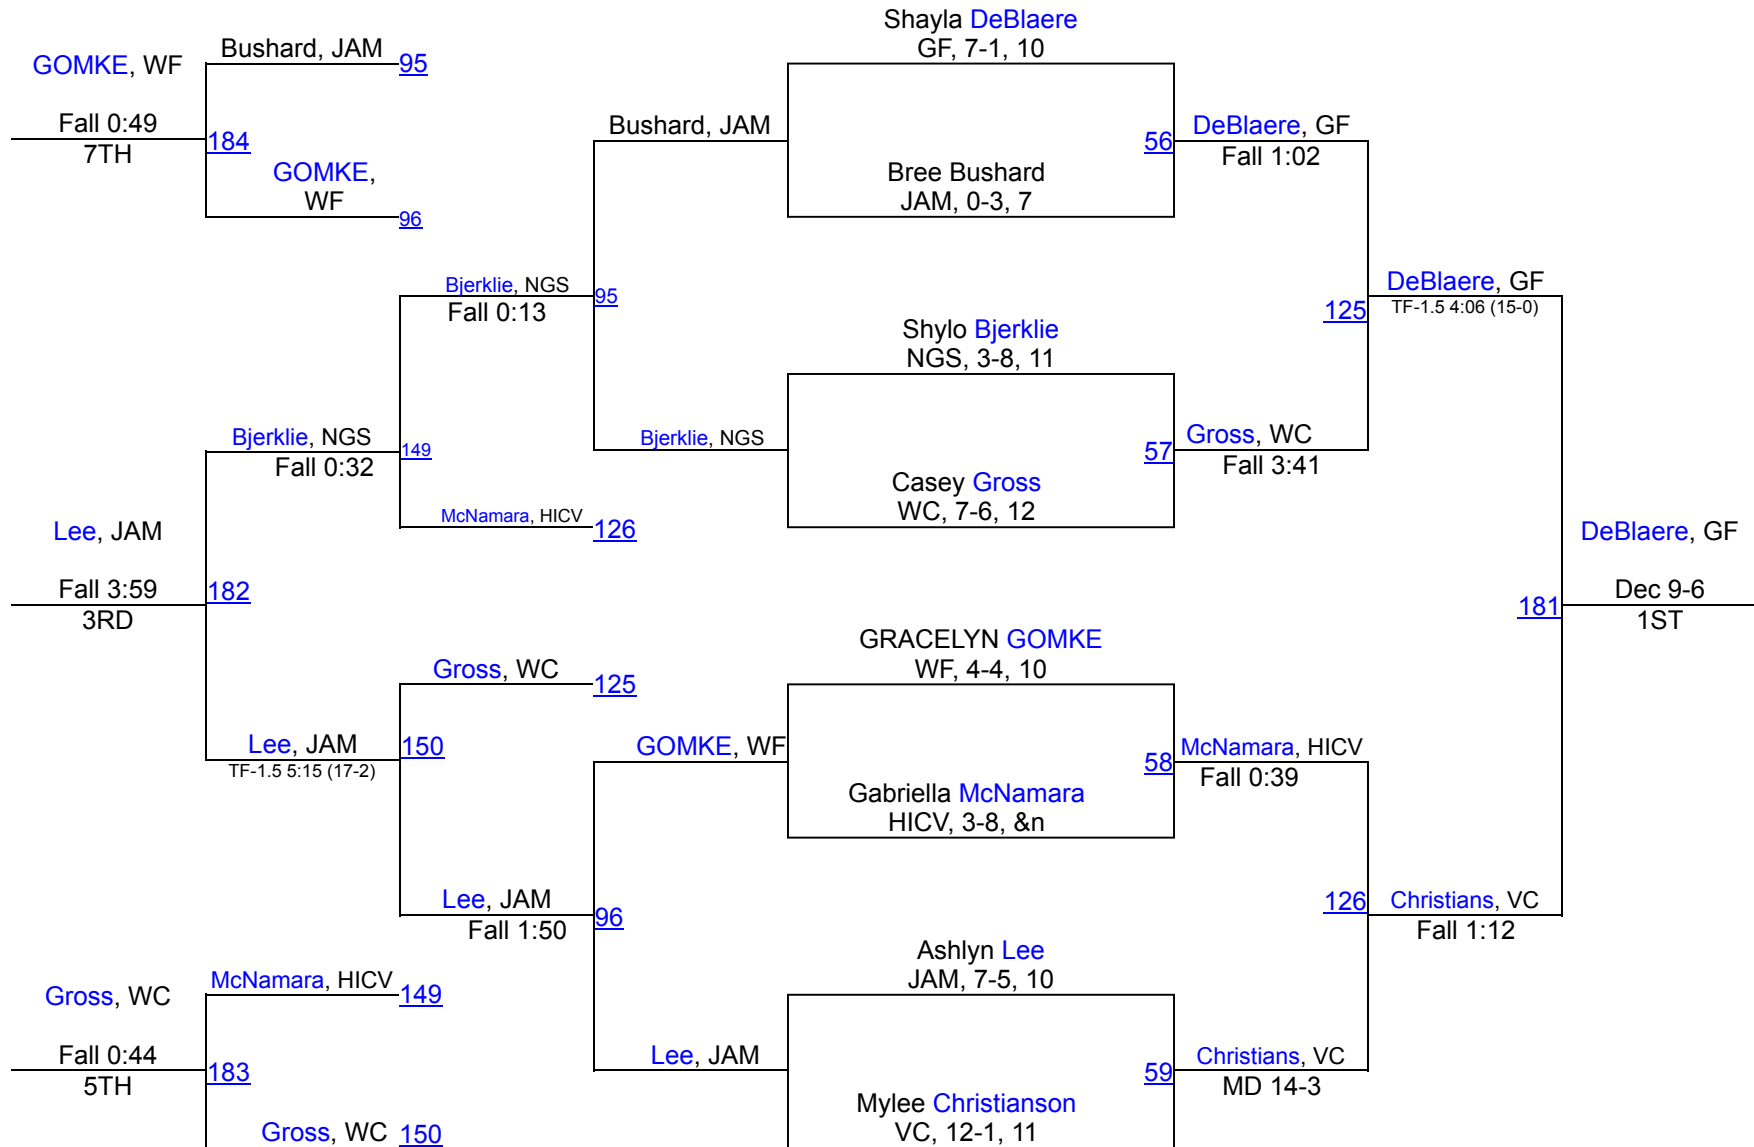 Shayla DeBlaere
GF, 7-1, 10
Bushard, JAM
95
GOMKE, WF
Fall 0:49
7TH
184
GOMKE,
WF
96
Bushard, JAM
56
DeBlaere, GF
Fall 1:02
Bree Bushard
JAM, 0-3, 7
Bjerklie, NGS
Fall 0:13
95
DeBlaere, GF
TF-1.5 4:06 (15-0)
125
Shylo Bjerklie
NGS, 3-8, 11
Bjerklie, NGS
Fall 0:32
149
Bjerklie, NGS
57
Gross, WC
Fall 3:41
Casey Gross
WC, 7-6, 12
McNamara, HICV
126
Lee, JAM
Fall 3:59
3RD
182
DeBlaere, GF
Dec 9-6
1ST
181
GRACELYN GOMKE
WF, 4-4, 10
Gross, WC
125
Lee, JAM
TF-1.5 5:15 (17-2)
150
GOMKE, WF
58
McNamara, HICV
Fall 0:39
Gabriella McNamara
HICV, 3-8, &n
Lee, JAM
Fall 1:50
96
126
Christians, VC
Fall 1:12
Ashlyn Lee
JAM, 7-5, 10
Gross, WC
McNamara, HICV
149
Fall 0:44
5TH
183
Lee, JAM
59
Christians, VC
MD 14-3
Mylee Christianson
VC, 12-1, 11
Gross, WC
150